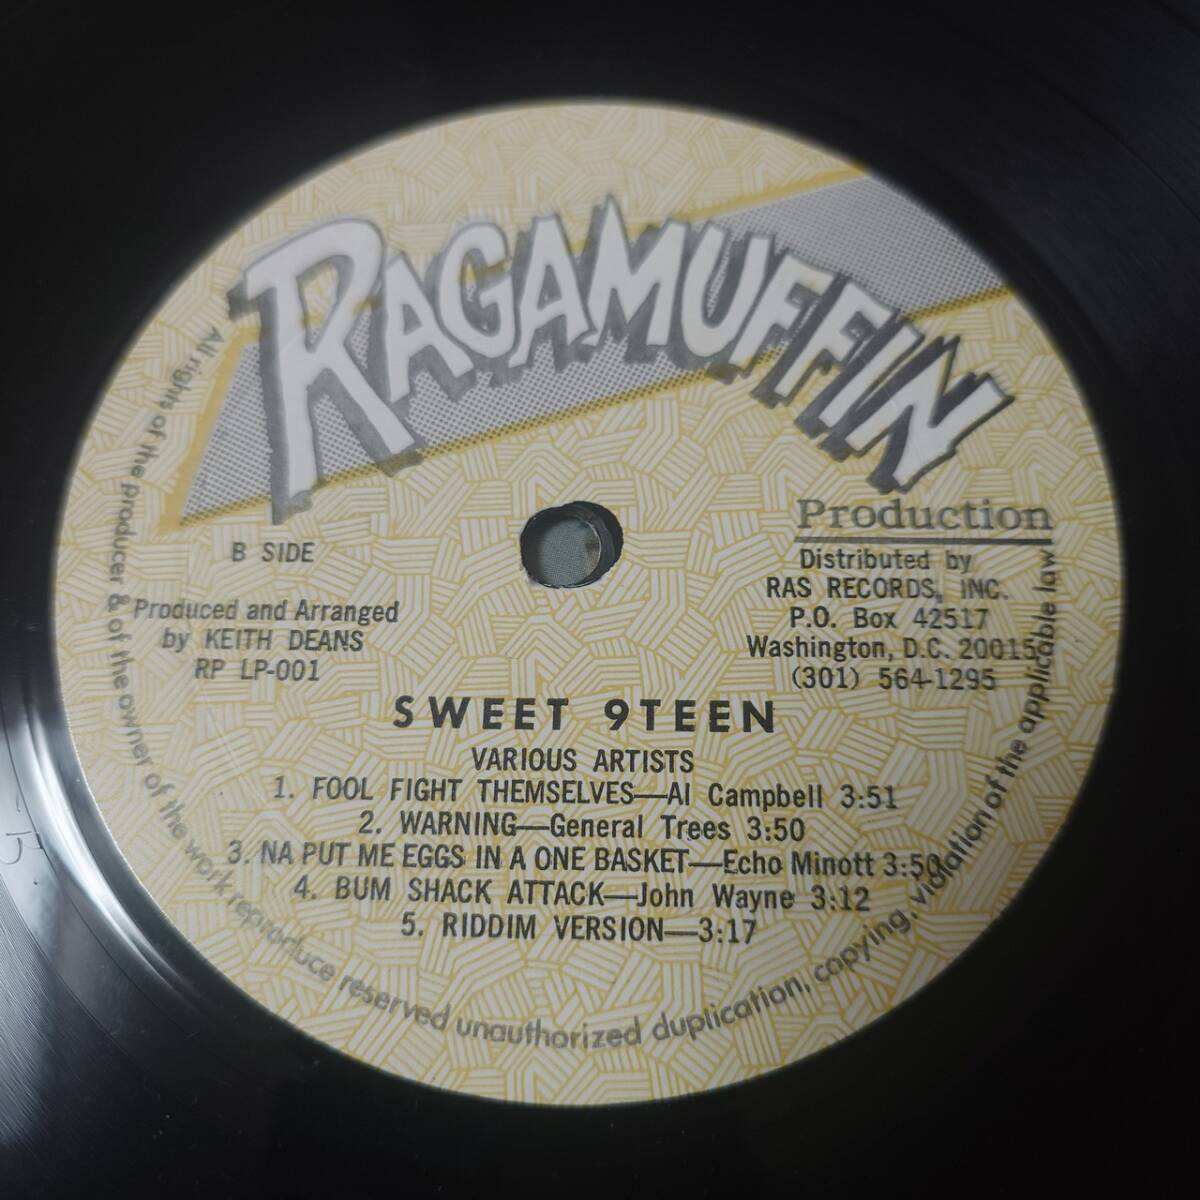 RAGAMUFFIN
Production
B SIDE
Produced and Arranged
by KEITH DEANS
RP LP-001
Distributed by
RAS RECORDS, INC.
P.O. Box 42517
Washington, D.C. 20015
(301) 564-1295
SWEET 9TEEN
VARIOUS ARTISTS
1. FOOL FIGHT THEMSELVES—Al Campbell 3:51
2. WARNING—General Trees 3:50
3. NA PUT ME EGGS IN A ONE BASKET—Echo Minott 3:50
4. BUM SHACK ATTACK—John Wayne 3:12
5. RIDDIM VERSION—3:17
All rights of the producer & of the owner of the work reproduce reserved unauthorized duplication, copying, violation of the applicable law